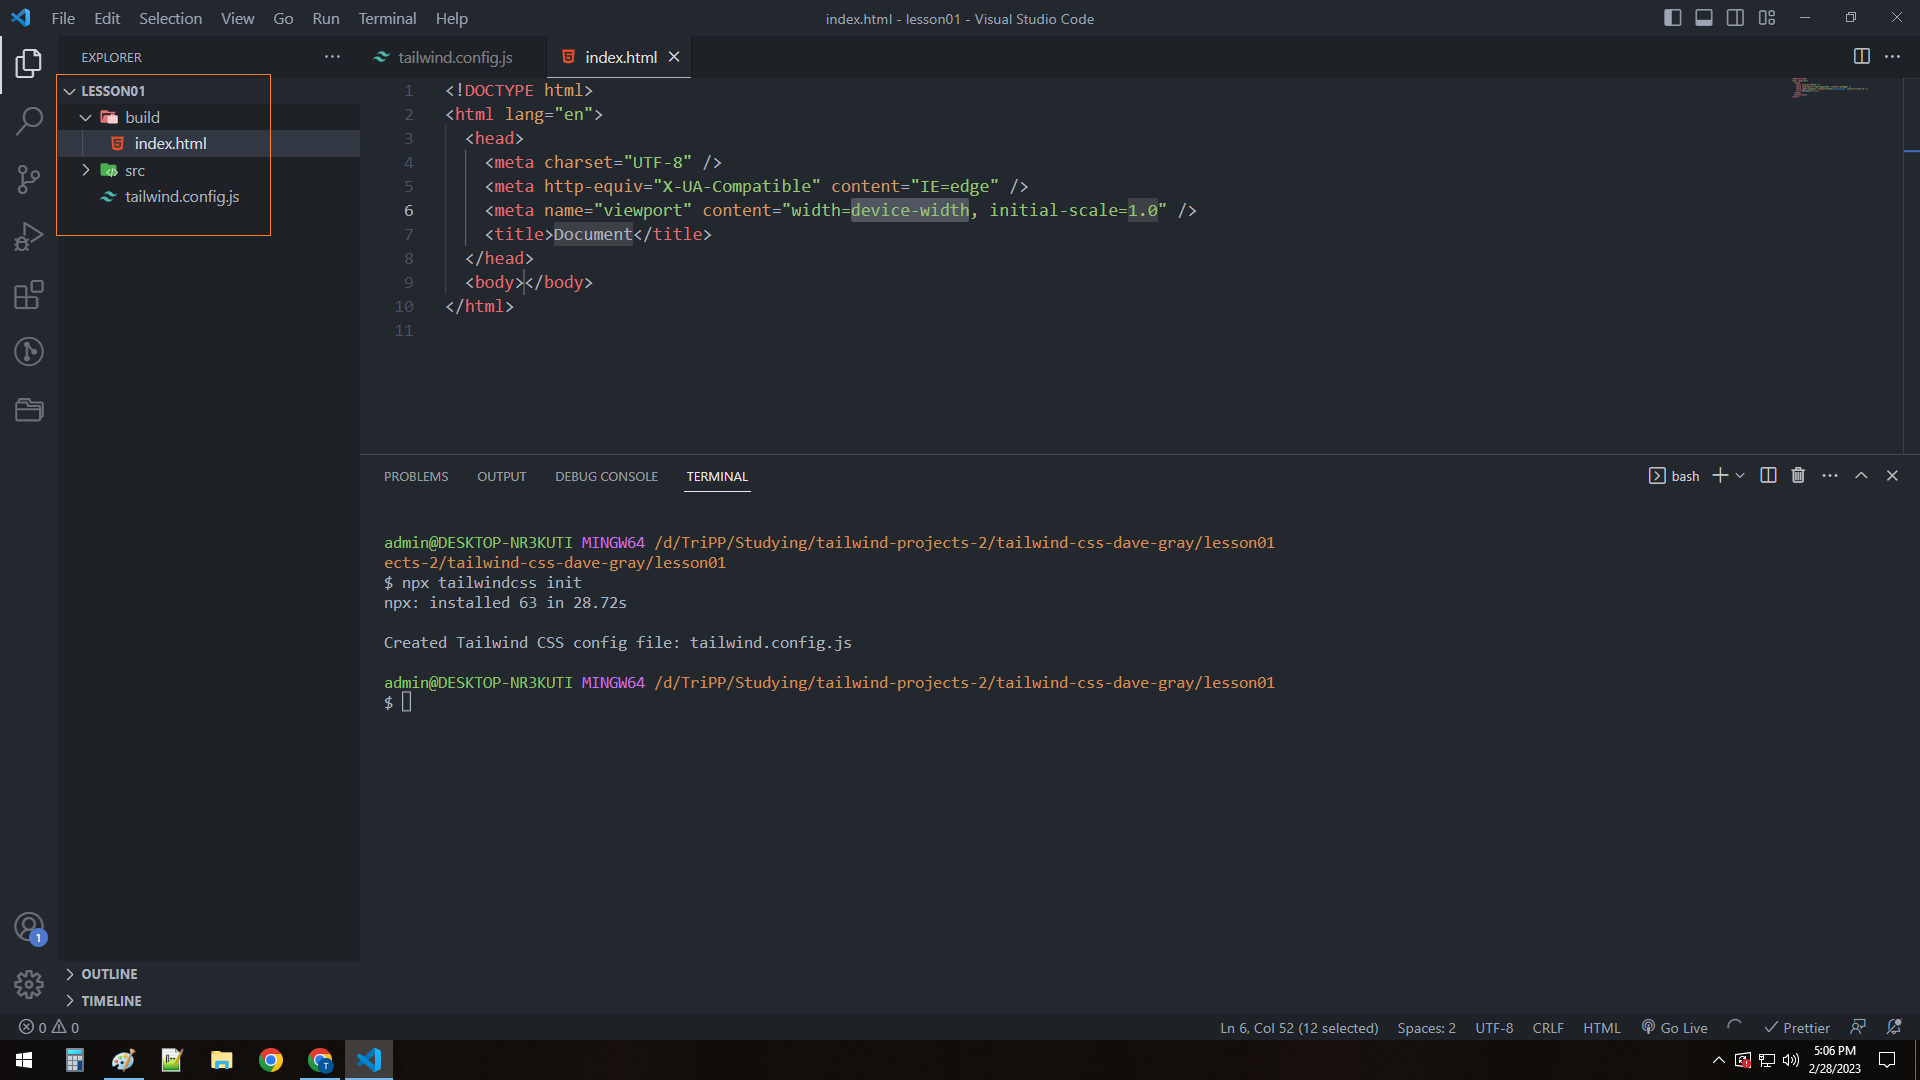 File Edit Selection View Go Run Terminal Help
index.html - lesson01 - Visual Studio Code
EXPLORER
LESSON01
build
index.html
src
tailwind.config.js
OUTLINE
TIMELINE
1
tailwind.config.js
index.html
1 <!DOCTYPE html>
2 <html lang="en">
3 <head>
4 <meta charset="UTF-8" />
5 <meta http-equiv="X-UA-Compatible" content="IE=edge" />
6 <meta name="viewport" content="width=device-width, initial-scale=1.0" />
7 <title>Document</title>
8 </head>
9 <body></body>
10 </html>
11
PROBLEMS OUTPUT DEBUG CONSOLE TERMINAL
bash
admin@DESKTOP-NR3KUTI MINGW64 /d/TriPP/Studying/tailwind-projects-2/tailwind-css-dave-gray/lesson01
ects-2/tailwind-css-dave-gray/lesson01
$ npx tailwindcss init
npx: installed 63 in 28.72s
Created Tailwind CSS config file: tailwind.config.js
admin@DESKTOP-NR3KUTI MINGW64 /d/TriPP/Studying/tailwind-projects-2/tailwind-css-dave-gray/lesson01
$
0 0
Ln 6, Col 52 (12 selected) Spaces: 2 UTF-8 CRLF HTML Go Live Prettier
T
5:06 PM
2/28/2023